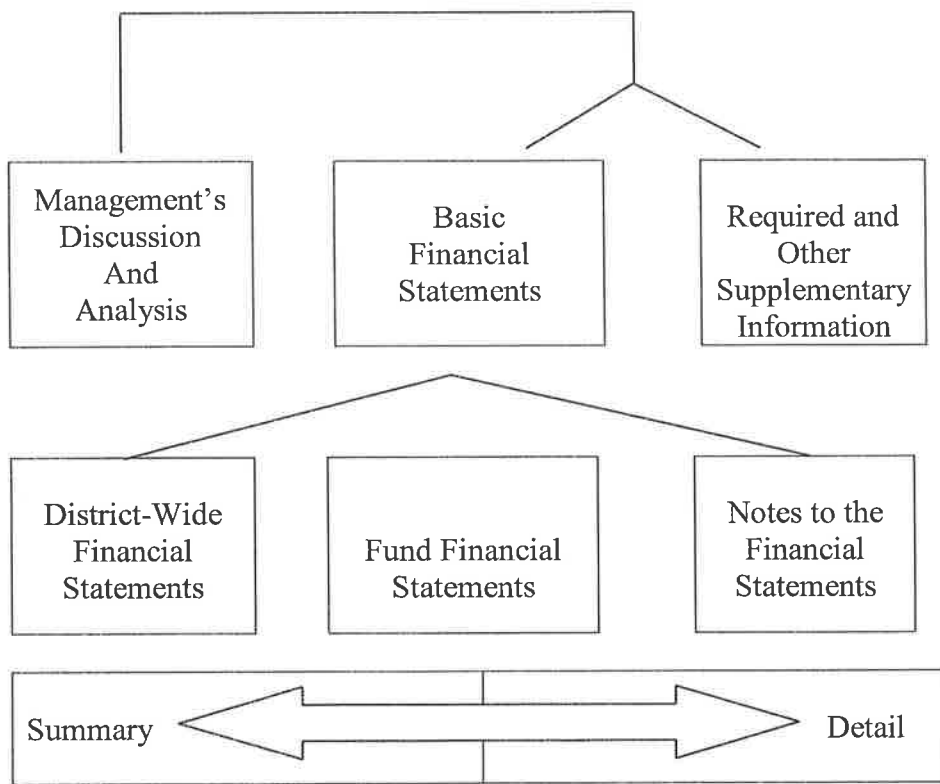 Management's
Discussion
And
Analysis
Basic
Financial
Statements
Required and
Other
Supplementary
Information
District-Wide
Financial
Statements
Fund Financial
Statements
Notes to the
Financial
Statements
Summary
Detail